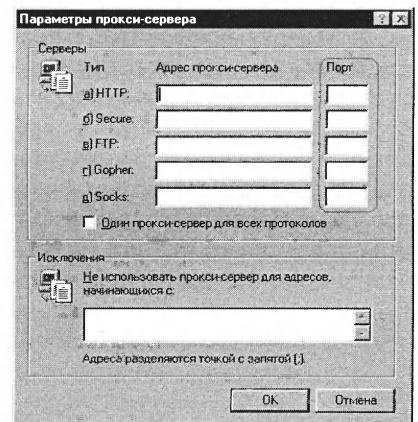 Параметры прокси-сервера
Серверы
Тип Адрес прокси-сервера Порт
а) HTTP:
б) Secure:
в) FTP:
г) Gopher:
д) Socks:
Один прокси-сервер для всех протоколов
Исключения
Не использовать прокси-сервер для адресов,
начинающихся с:
Адреса разделяются точкой с запятой (;).
OK Отмена